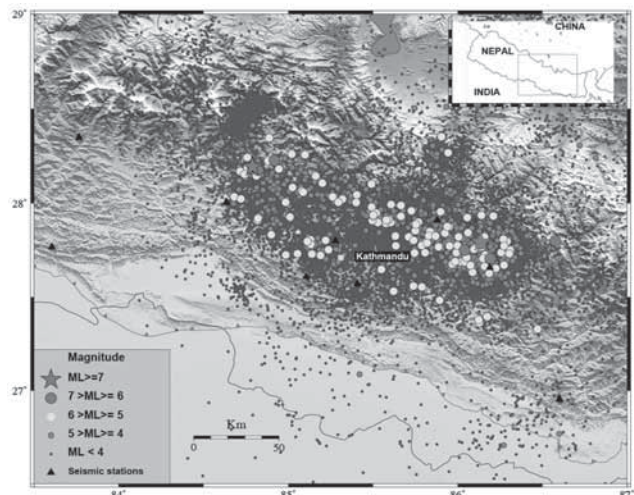 29°
CHINA
NEPAL
INDIA
28°
Kathmandu
27°
Magnitude
ML>=7
7 >ML>= 6
6 >ML>= 5
5 >ML>= 4
ML < 4
Seismic stations
Km
0
50
84°
85°
86°
87°